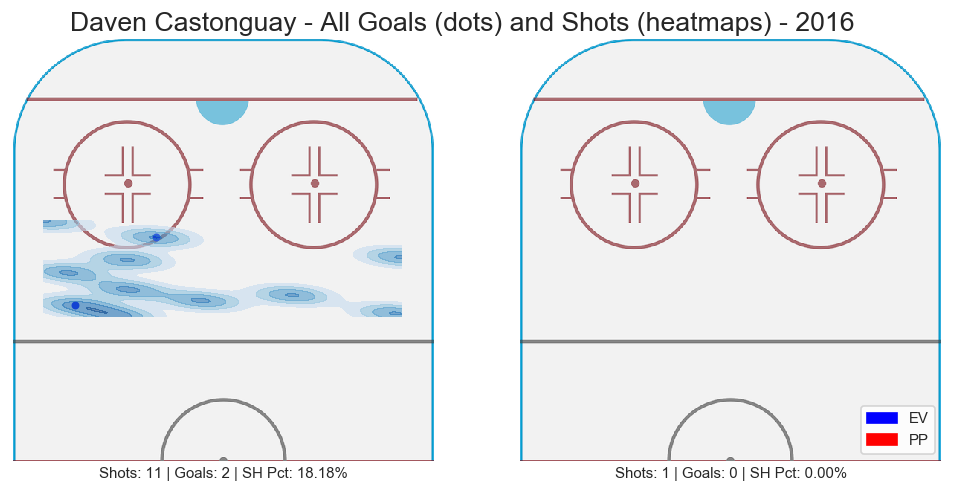 Daven Castonguay - All Goals (dots) and Shots (heatmaps) - 2016
EV
PP
Shots: 11 | Goals: 2 | SH Pct: 18.18%
Shots: 1 | Goals: 0 | SH Pct: 0.00%